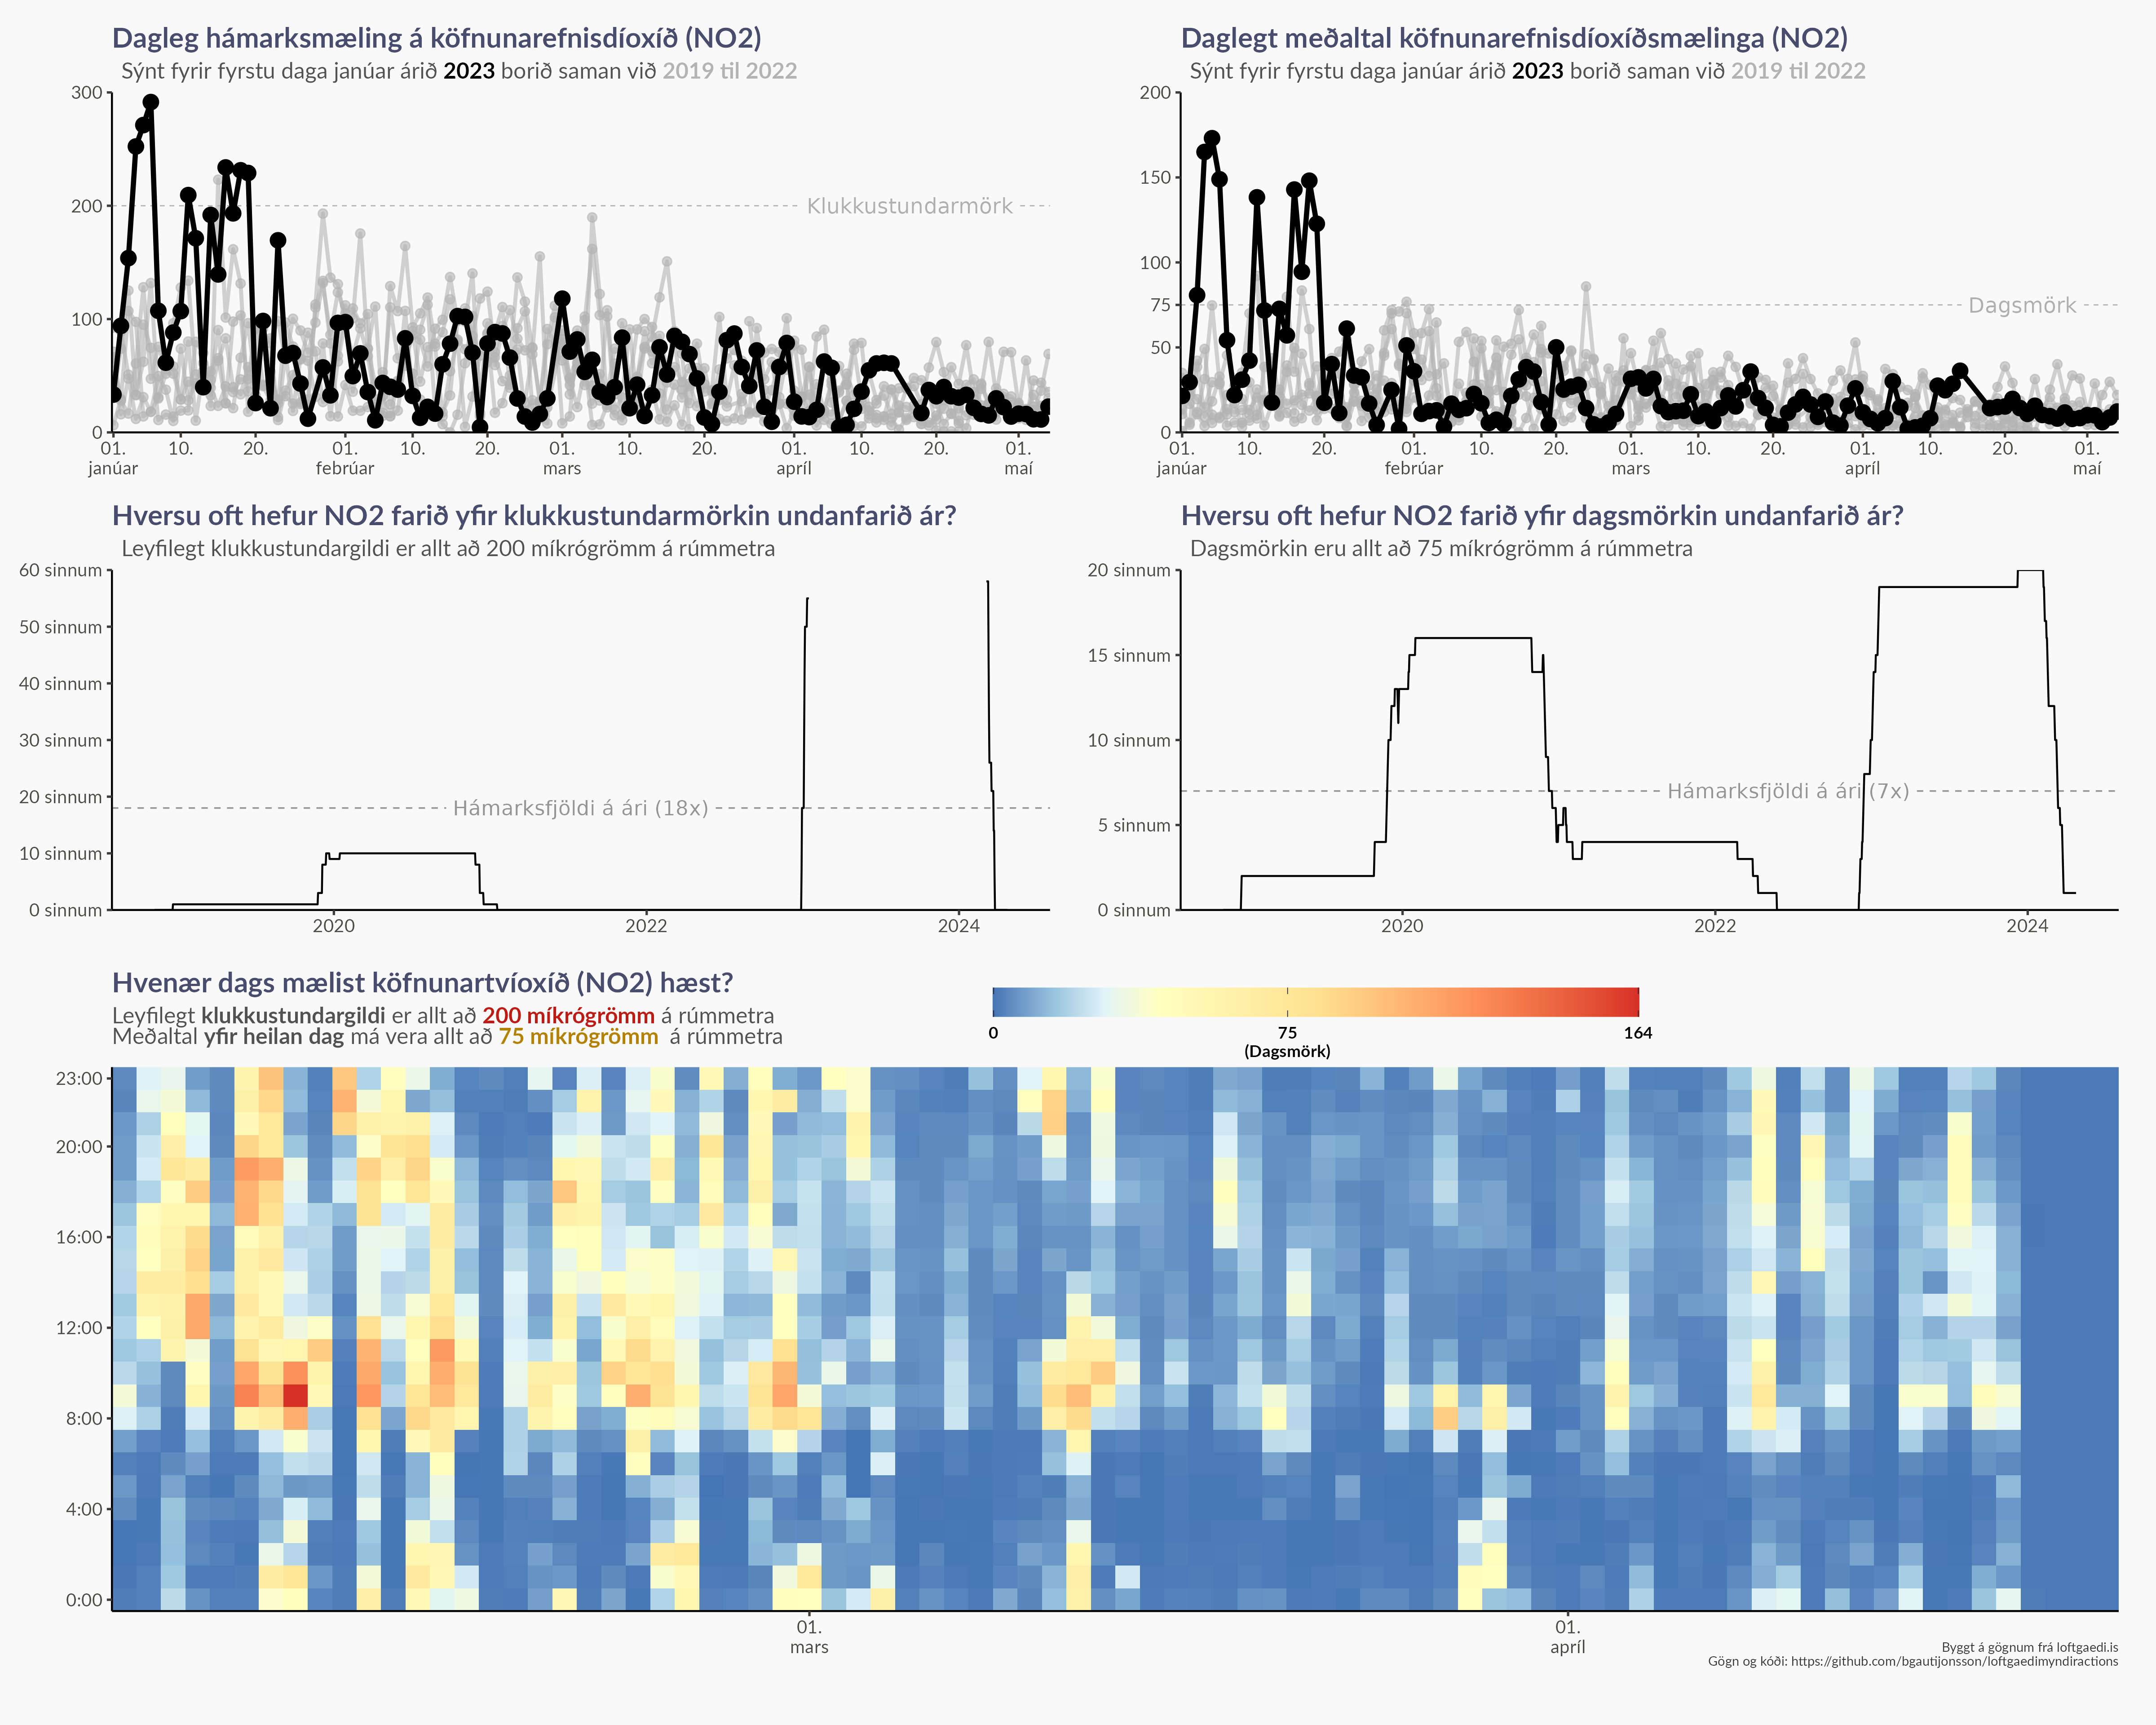 Dagleg hámarksmæling á köfnunarefnisdíoxíð (NO2)
Sýnt fyrir fyrstu daga janúar árið 2023 borið saman við 2019 til 2022
300
200
100
0
Klukkustundarmörk
01. 10. 20. 01. 10. 20. 01. 10. 20. 01. 10. 20. 01.
janúar febrúar mars apríl maí
Daglegt meðaltal köfnunarefnisdíoxíðsmælinga (NO2)
Sýnt fyrir fyrstu daga janúar árið 2023 borið saman við 2019 til 2022
200
150
100
75
50
0
Dagsmörk
01. 10. 20. 01. 10. 20. 01. 10. 20. 01. 10. 20. 01.
janúar febrúar mars apríl maí
Hversu oft hefur NO2 farið yfir klukkustundarmörkin undanfarið ár?
Leyfilegt klukkustundargildi er allt að 200 míkrógrömm á rúmmetra
60 sinnum
50 sinnum
40 sinnum
30 sinnum
20 sinnum
10 sinnum
0 sinnum
Hámarksfjöldi á ári (18x)
2020 2022 2024
Hversu oft hefur NO2 farið yfir dagsmörkin undanfarið ár?
Dagsmörkin eru allt að 75 míkrógrömm á rúmmetra
20 sinnum
15 sinnum
10 sinnum
5 sinnum
0 sinnum
Hámarksfjöldi á ári (7x)
2020 2022 2024
Hvenær dags mælist köfnunartvíoxíð (NO2) hæst?
Leyfilegt klukkustundargildi er allt að 200 míkrógrömm á rúmmetra
Meðaltal yfir heilan dag má vera allt að 75 míkrógrömm á rúmmetra
0 75 164
(Dagsmörk)
23:00
20:00
16:00
12:00
8:00
4:00
0:00
01. 01.
mars apríl
Byggt á gögnum frá loftgaedi.is
Gögn og kóði: https://github.com/bgautijonsson/loftgaedimyndiractions